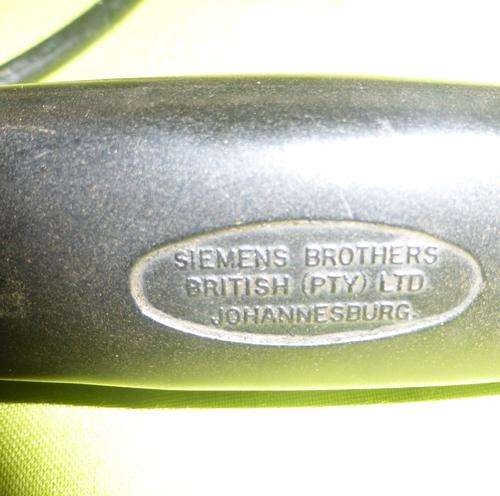 SIEMENS BROTHERS
BRITISH (PTY) LTD
JOHANNESBURG.